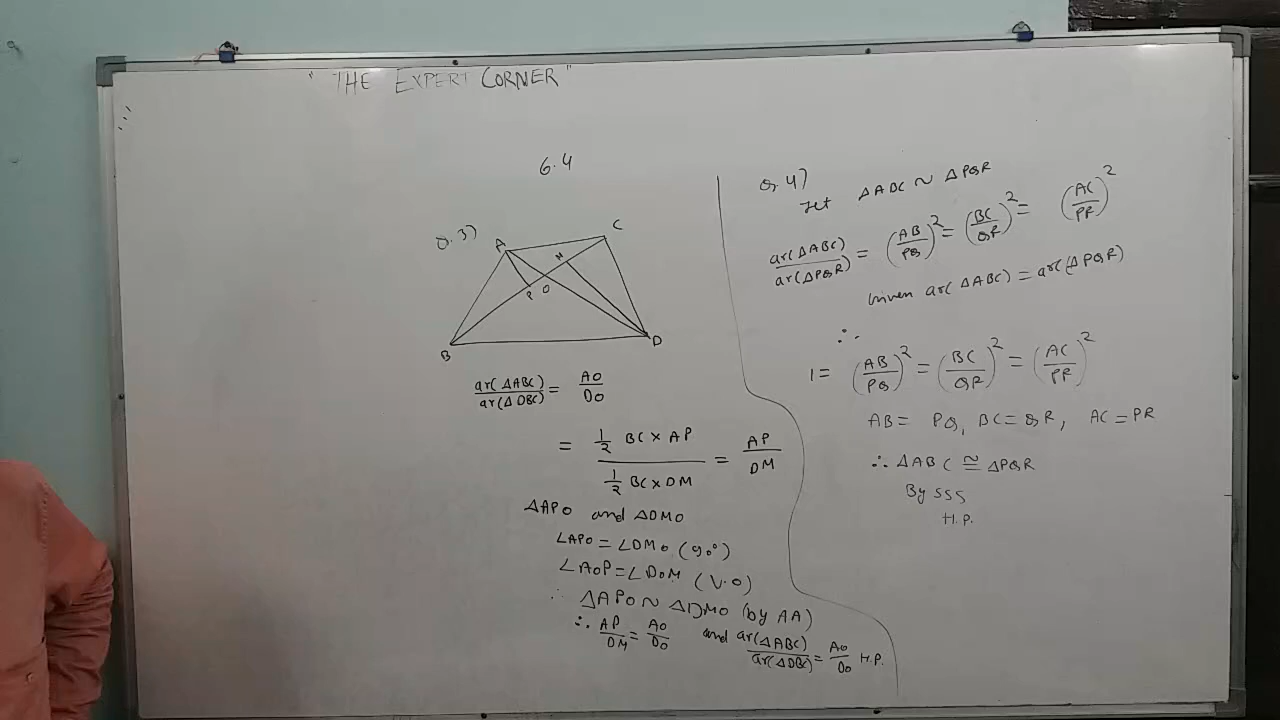 " THE EXPERT CORNER "
6.4
Q.3)
A
C
M
P
O
B
D
ar(ΔABC)/ar(ΔDBC) = AO/DO
= 1/2 BC × AP / 1/2 BC × DM = AP/DM
ΔAPO and ΔDMO
∠APO = ∠DMO (90°)
∠AOP = ∠DOM (V.O)
∴ ΔAPO ~ ΔDMO (by AA)
∴ AP/DM = AO/DO and ar(ΔABC)/ar(ΔDBC) = AO/DO H.P.
Q.4)
Let ΔABC ~ ΔPQR
ar(ΔABC)/ar(ΔPQR) = (AB/PQ)² = (BC/QR)² = (AC/PR)²
Given ar(ΔABC) = ar(ΔPQR)
∴
1 = (AB/PQ)² = (BC/QR)² = (AC/PR)²
AB = PQ, BC = QR, AC = PR
∴ ΔABC ≅ ΔPQR
By SSS
H.P.